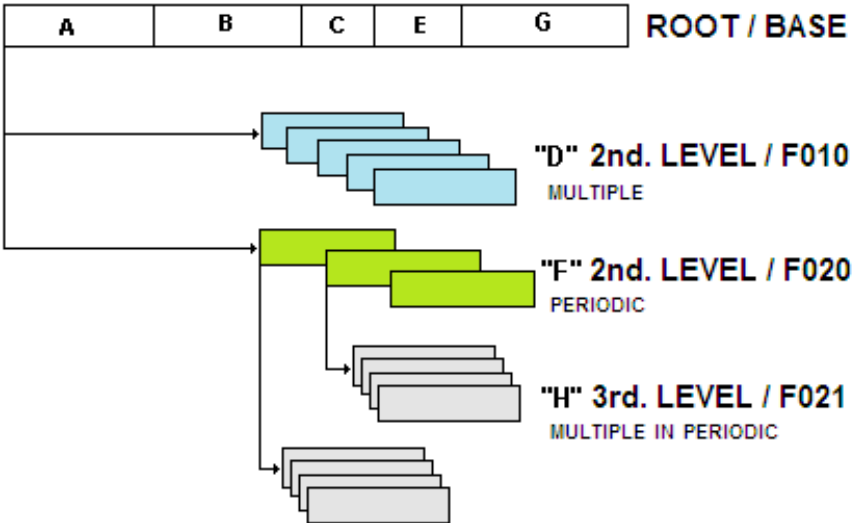 A B C E G ROOT / BASE
"D" 2nd. LEVEL / F010
MULTIPLE
"F" 2nd. LEVEL / F020
PERIODIC
"H" 3rd. LEVEL / F021
MULTIPLE IN PERIODIC